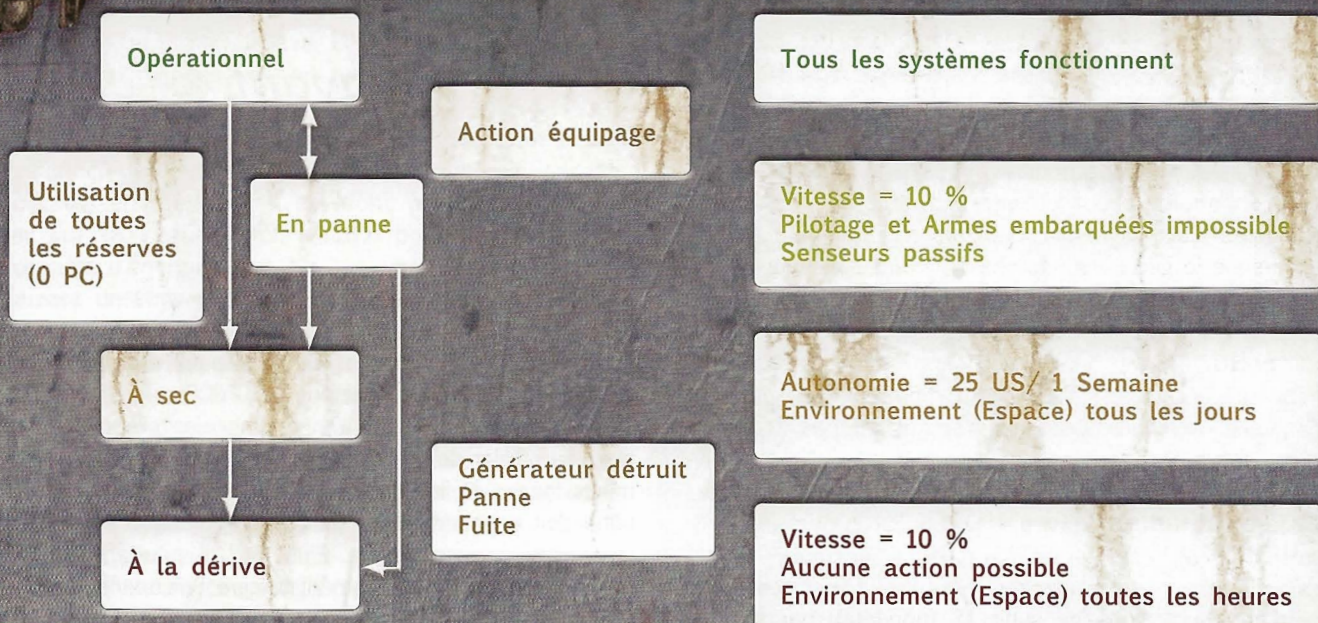 Opérationnel
Tous les systèmes fonctionnent
Action équipage
Utilisation
de toutes
les réserves
(0 PC)
En panne
Vitesse = 10 %
Pilotage et Armes embarquées impossible
Senseurs passifs
À sec
Autonomie = 25 US/ 1 Semaine
Environnement (Espace) tous les jours
Générateur détruit
Panne
Fuite
À la dérive
Vitesse = 10 %
Aucune action possible
Environnement (Espace) toutes les heures